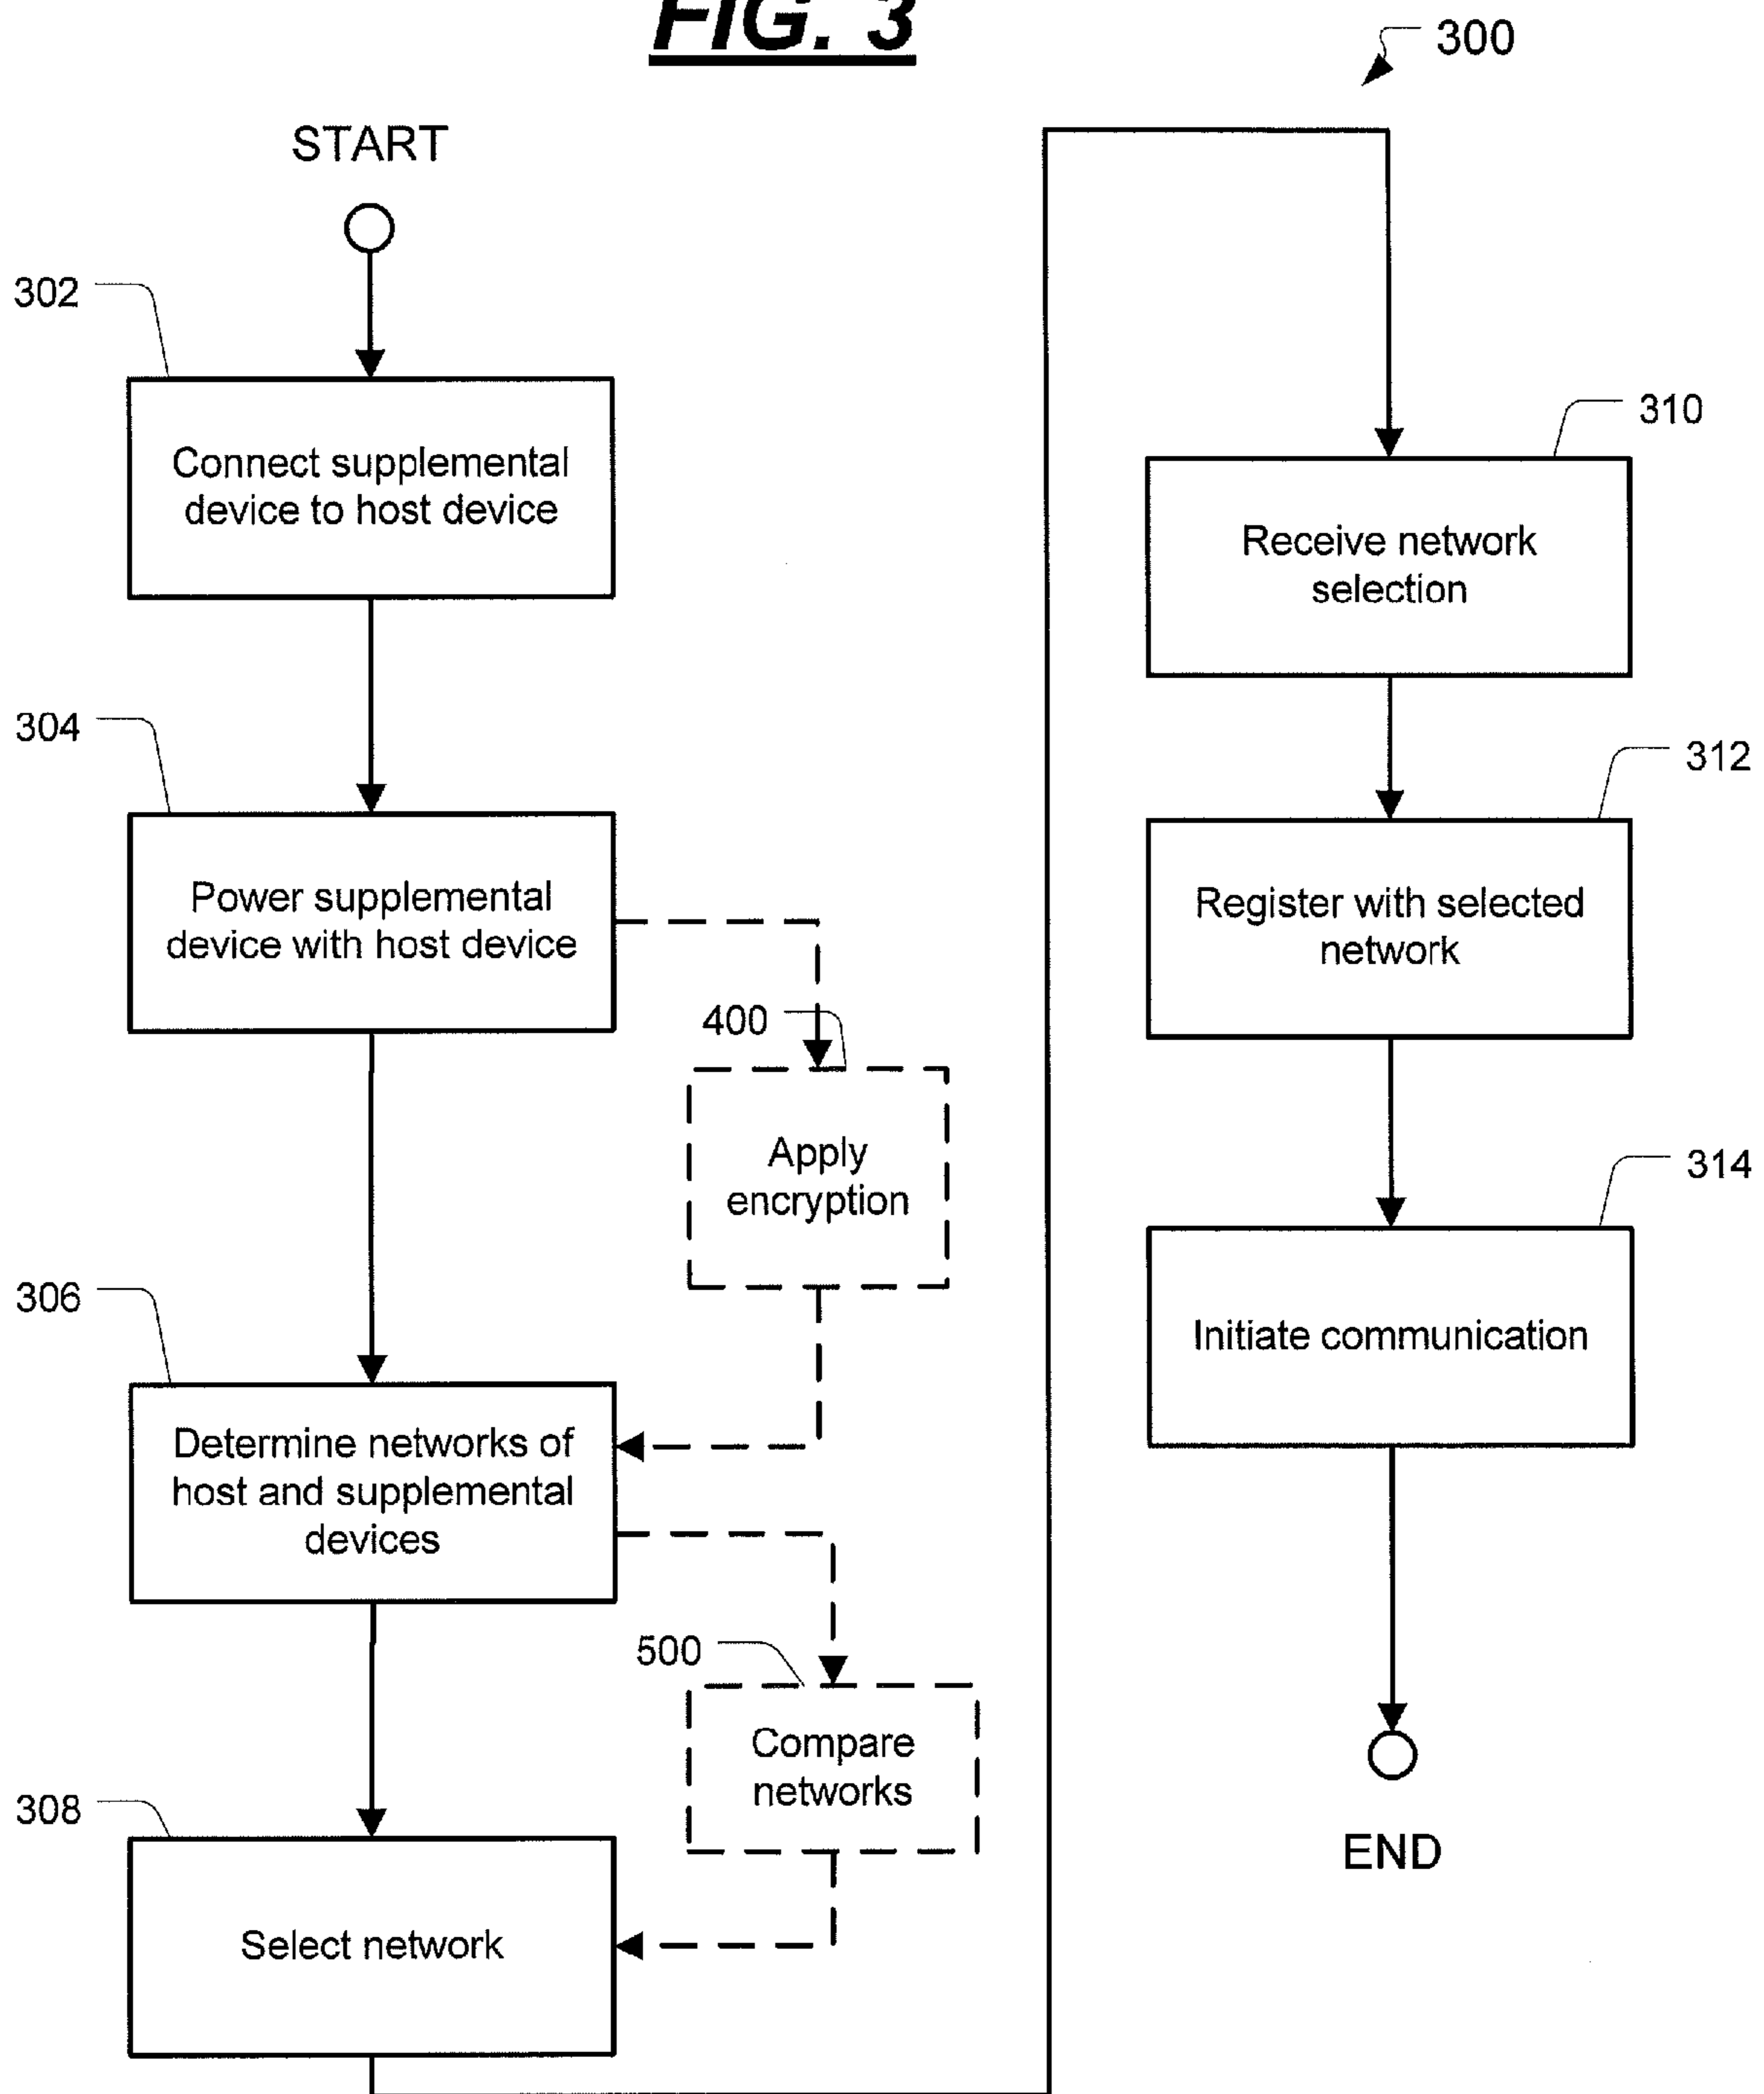 FIG. 3
300
START
302
Connect supplemental
device to host device
304
Power supplemental
device with host device
400
Apply
encryption
306
Determine networks of
host and supplemental
devices
500
Compare
networks
308
Select network
310
Receive network
selection
312
Register with selected
network
314
Initiate communication
END